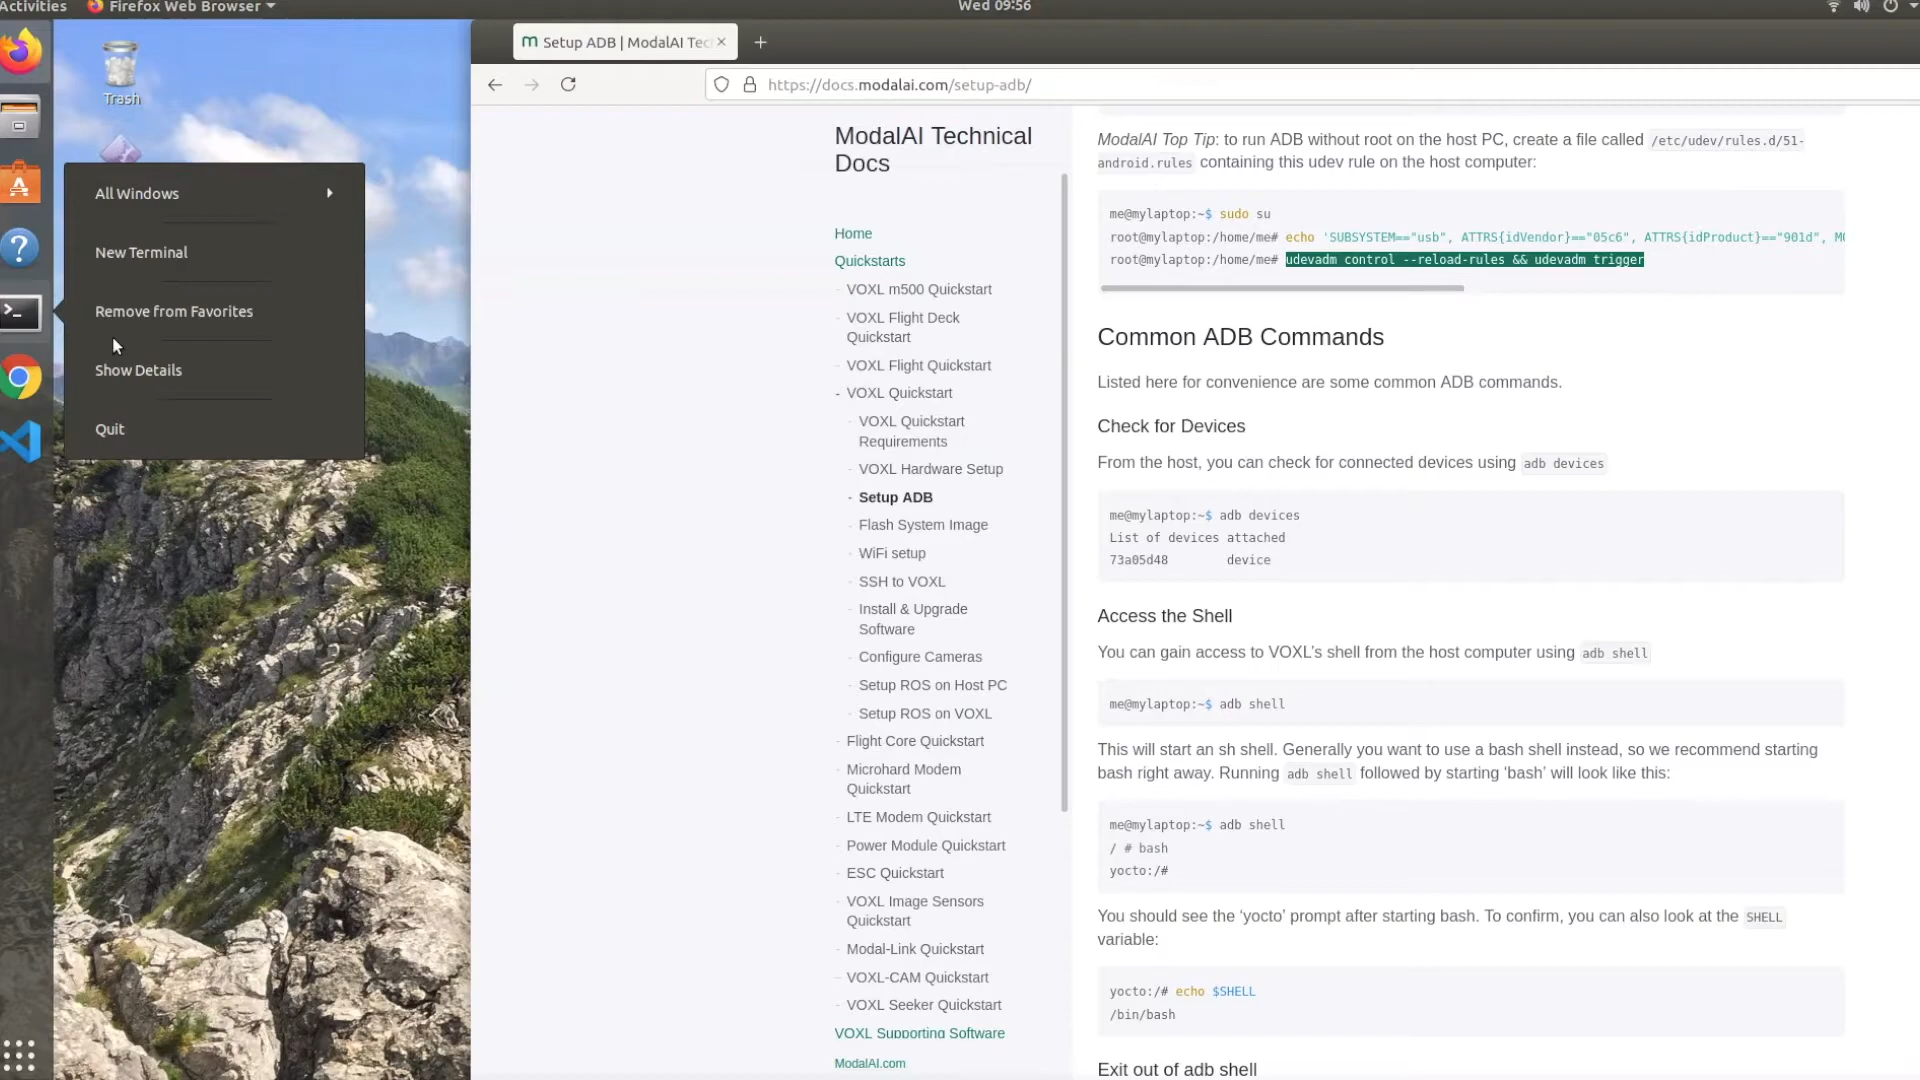 Activities
Firefox Web Browser
Wed 09:56
Trash
All Windows
New Terminal
Remove from Favorites
Show Details
Quit
Setup ADB | ModalAI Tec
https://docs.modalai.com/setup-adb/
ModalAI Technical
Docs
Home
Quickstarts
VOXL m500 Quickstart
VOXL Flight Deck
Quickstart
VOXL Flight Quickstart
- VOXL Quickstart
VOXL Quickstart
Requirements
VOXL Hardware Setup
Setup ADB
Flash System Image
WiFi setup
SSH to VOXL
Install & Upgrade
Software
Configure Cameras
Setup ROS on Host PC
Setup ROS on VOXL
Flight Core Quickstart
Microhard Modem
Quickstart
LTE Modem Quickstart
Power Module Quickstart
ESC Quickstart
VOXL Image Sensors
Quickstart
Modal-Link Quickstart
VOXL-CAM Quickstart
VOXL Seeker Quickstart
VOXL Supporting Software
ModalAI.com
ModalAI Top Tip: to run ADB without root on the host PC, create a file called /etc/udev/rules.d/51-
android.rules containing this udev rule on the host computer:
me@mylaptop:~$ sudo su
root@mylaptop:/home/me# echo 'SUBSYSTEM=="usb", ATTRS{idVendor}=="05c6", ATTRS{idProduct}=="901d", MO
root@mylaptop:/home/me# udevadm control --reload-rules && udevadm trigger
Common ADB Commands
Listed here for convenience are some common ADB commands.
Check for Devices
From the host, you can check for connected devices using adb devices
me@mylaptop:~$ adb devices
List of devices attached
73a05d48 device
Access the Shell
You can gain access to VOXL's shell from the host computer using adb shell
me@mylaptop:~$ adb shell
This will start an sh shell. Generally you want to use a bash shell instead, so we recommend starting
bash right away. Running adb shell followed by starting ‘bash’ will look like this:
me@mylaptop:~$ adb shell
/ # bash
yocto:/#
You should see the ‘yocto’ prompt after starting bash. To confirm, you can also look at the SHELL
variable:
yocto:/# echo $SHELL
/bin/bash
Exit out of adb shell